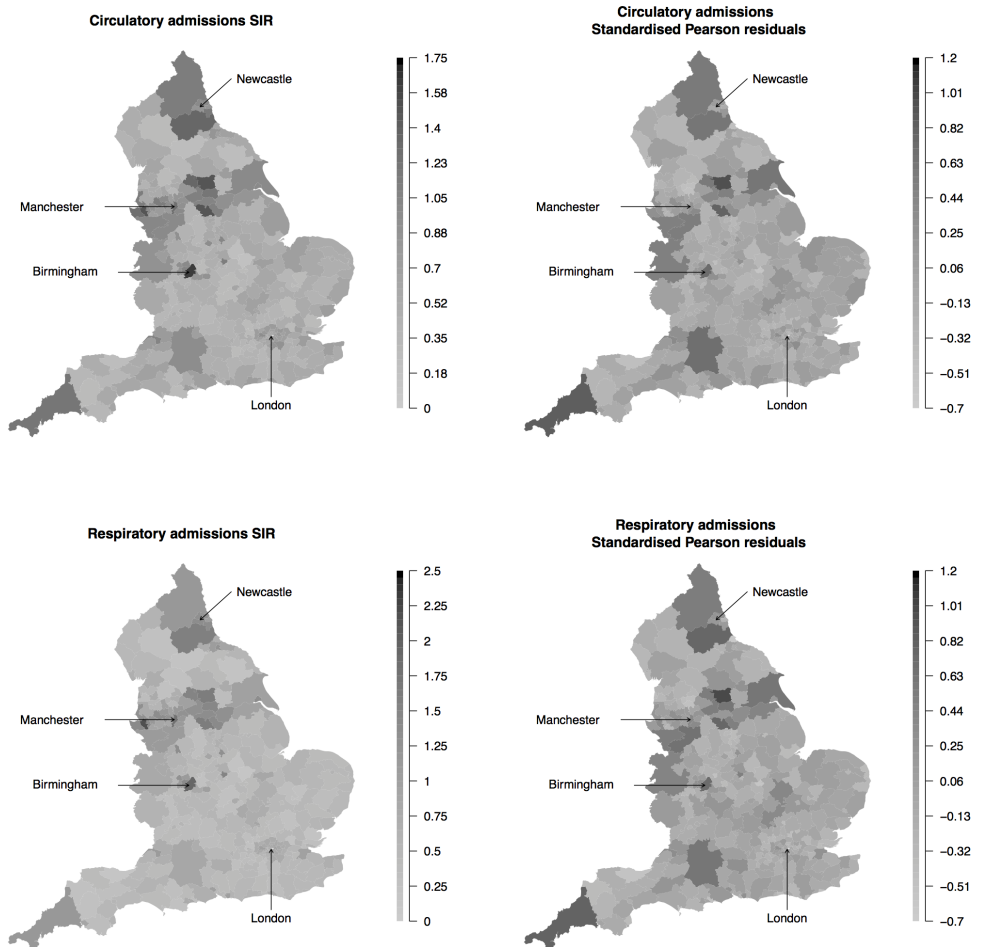 Circulatory admissions SIR
Newcastle
Manchester
Birmingham
London
1.75
1.58
1.4
1.23
1.05
0.88
0.7
0.52
0.35
0.18
0
Circulatory admissions
Standardised Pearson residuals
Newcastle
Manchester
Birmingham
London
1.2
1.01
0.82
0.63
0.44
0.25
0.06
−0.13
−0.32
−0.51
−0.7
Respiratory admissions SIR
Newcastle
Manchester
Birmingham
London
2.5
2.25
2
1.75
1.5
1.25
1
0.75
0.5
0.25
0
Respiratory admissions
Standardised Pearson residuals
Newcastle
Manchester
Birmingham
London
1.2
1.01
0.82
0.63
0.44
0.25
0.06
−0.13
−0.32
−0.51
−0.7